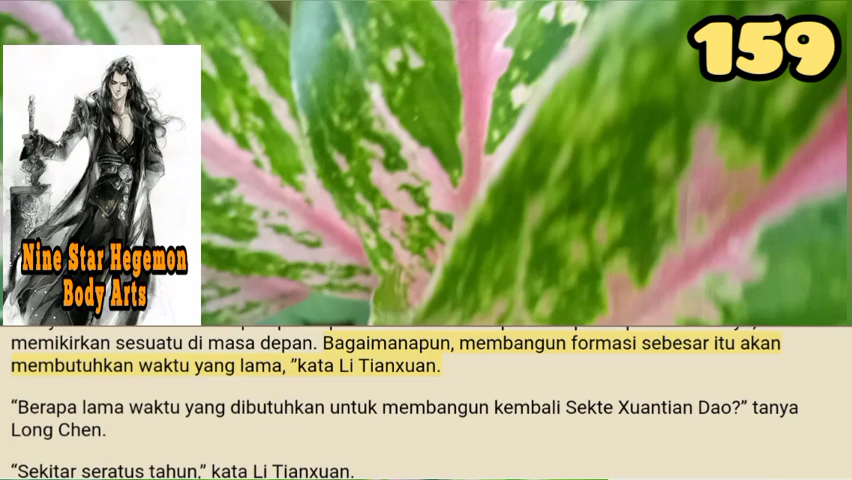 159
Nine Star Hegemon
Body Arts
memikirkan sesuatu di masa depan. Bagaimanapun, membangun formasi sebesar itu akan
membutuhkan waktu yang lama, ”kata Li Tianxuan.
“Berapa lama waktu yang dibutuhkan untuk membangun kembali Sekte Xuantian Dao?” tanya
Long Chen.
“Sekitar seratus tahun,” kata Li Tianxuan.